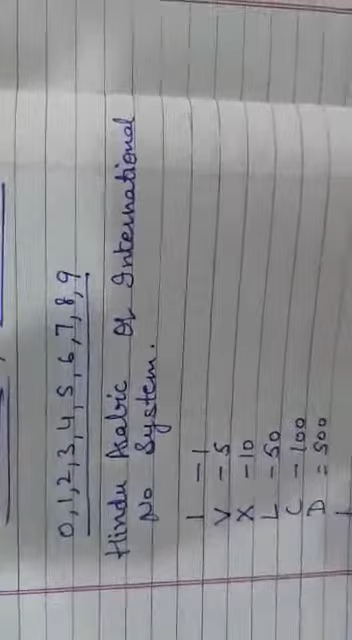 0,1,2,3,4,5,6,7,8,9
Hindu Arabic Or International
No System.
I - 1
V - 5
X - 10
L - 50
C - 100
D = 500